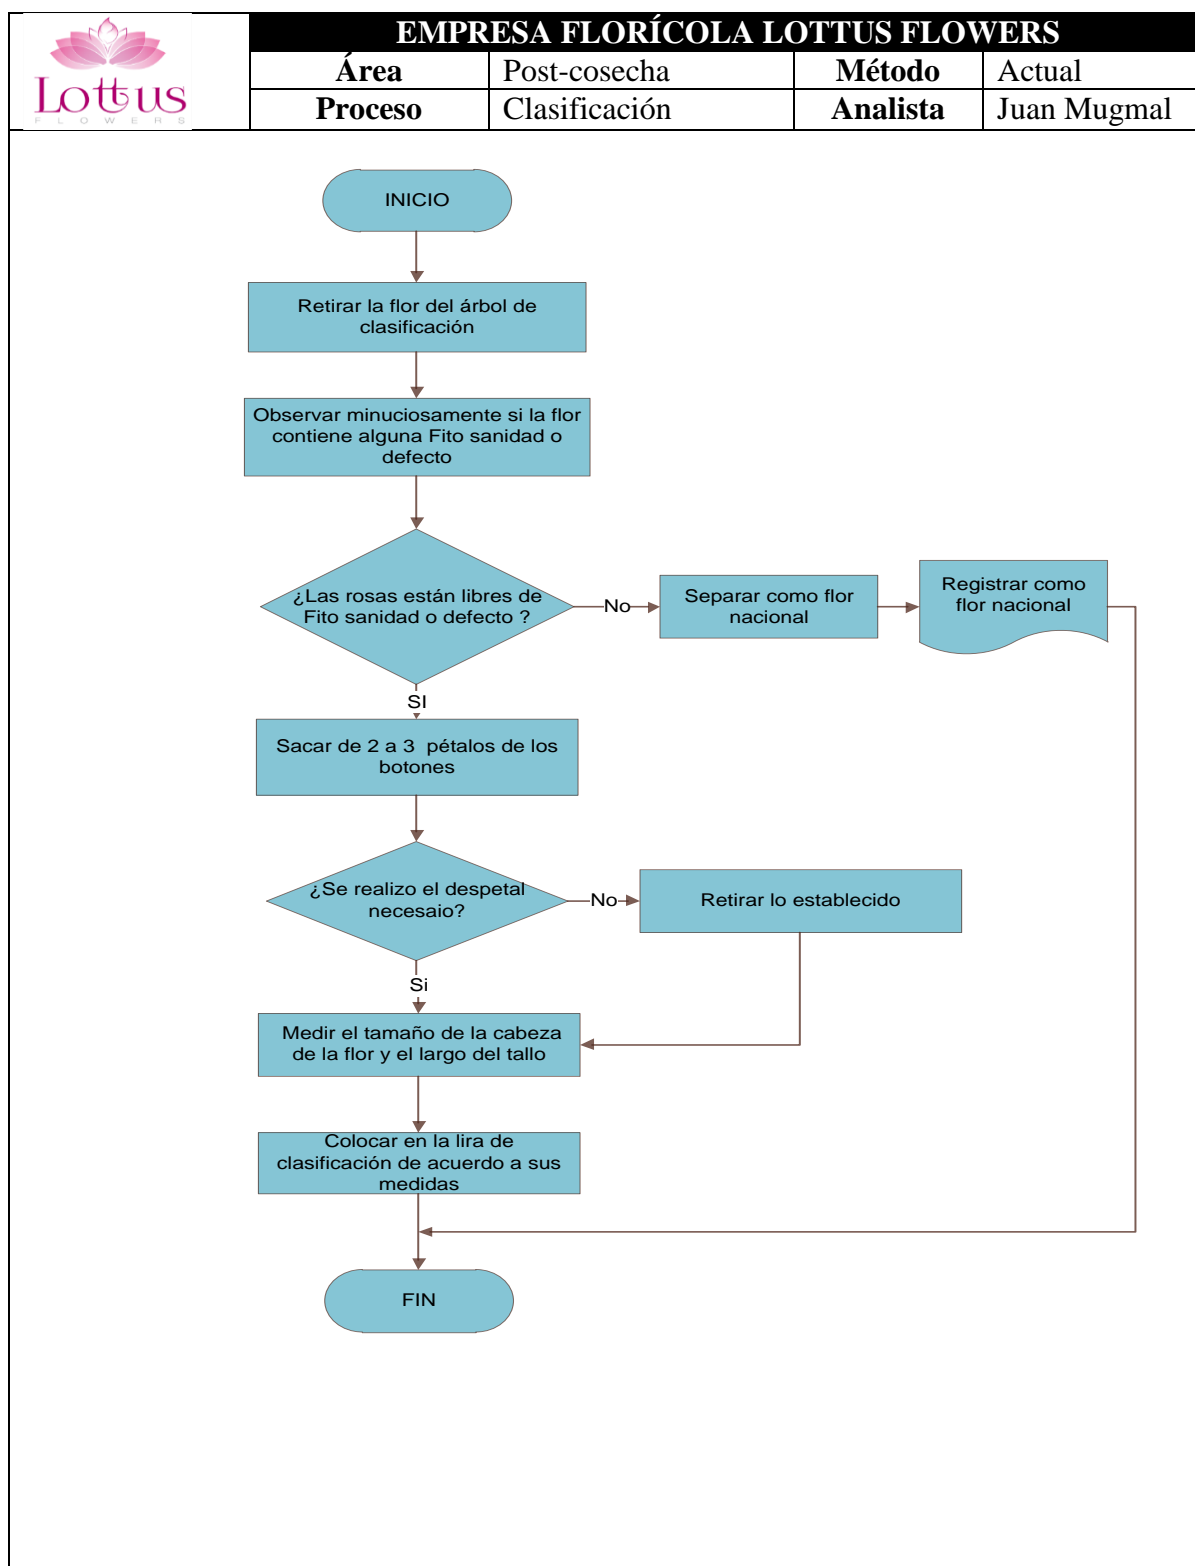 Lottus
FLOWERS
EMPRESA FLORÍCOLA LOTTUS FLOWERS
Área Post-cosecha Método Actual
Proceso Clasificación Analista Juan Mugmal
INICIO
Retirar la flor del árbol de
clasificación
Observar minuciosamente si la flor
contiene alguna Fito sanidad o
defecto
¿Las rosas están libres de
Fito sanidad o defecto ?
No
Separar como flor
nacional
Registrar como
flor nacional
SI
Sacar de 2 a 3 pétalos de los
botones
¿Se realizo el despetal
necesaio?
No
Retirar lo establecido
Si
Medir el tamaño de la cabeza
de la flor y el largo del tallo
Colocar en la lira de
clasificación de acuerdo a sus
medidas
FIN